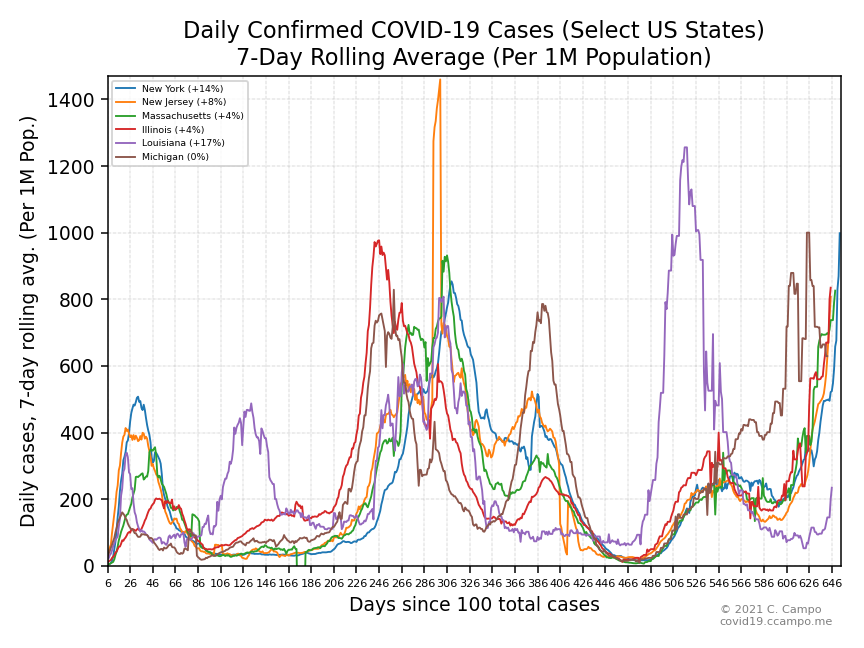 Daily Confirmed COVID-19 Cases (Select US States)
7-Day Rolling Average (Per 1M Population)
Daily cases, 7-day rolling avg. (Per 1M Pop.)
1400
1200
1000
800
600
400
200
0
New York (+14%)
New Jersey (+8%)
Massachusetts (+4%)
Illinois (+4%)
Louisiana (+17%)
Michigan (0%)
6 26 46 66 86 106 126 146 166 186 206 226 246 266 286 306 326 346 366 386 406 426 446 466 486 506 526 546 566 586 606 626 646
Days since 100 total cases
© 2021 C. Campo
covid19.ccampo.me